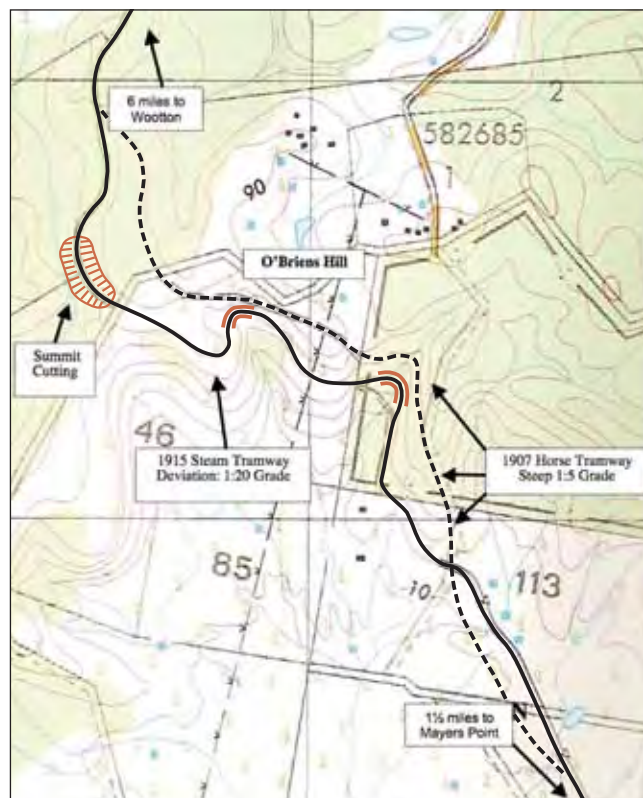 6 miles to
Wootton
2
582685
1
90
O'Briens Hill
Summit
Cutting
46
1915 Steam Tramway
Deviation: 1:20 Grade
1907 Horse Tramway
Steep 1:5 Grade
85
10
113
1½ miles to
Mayers Point